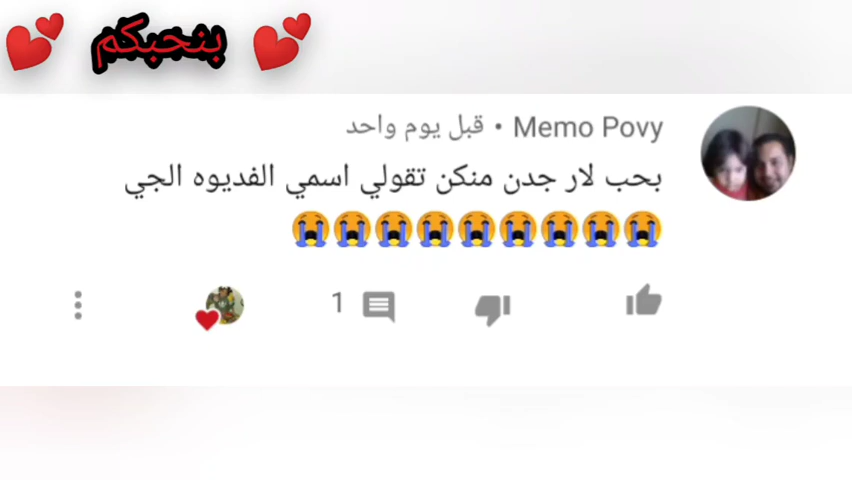 بنحبكم
Memo Povy • قبل يوم واحد
بحب لار جدن منكن تقولي اسمي الفديوه الجي
😭😭😭😭😭😭😭😭😭
1